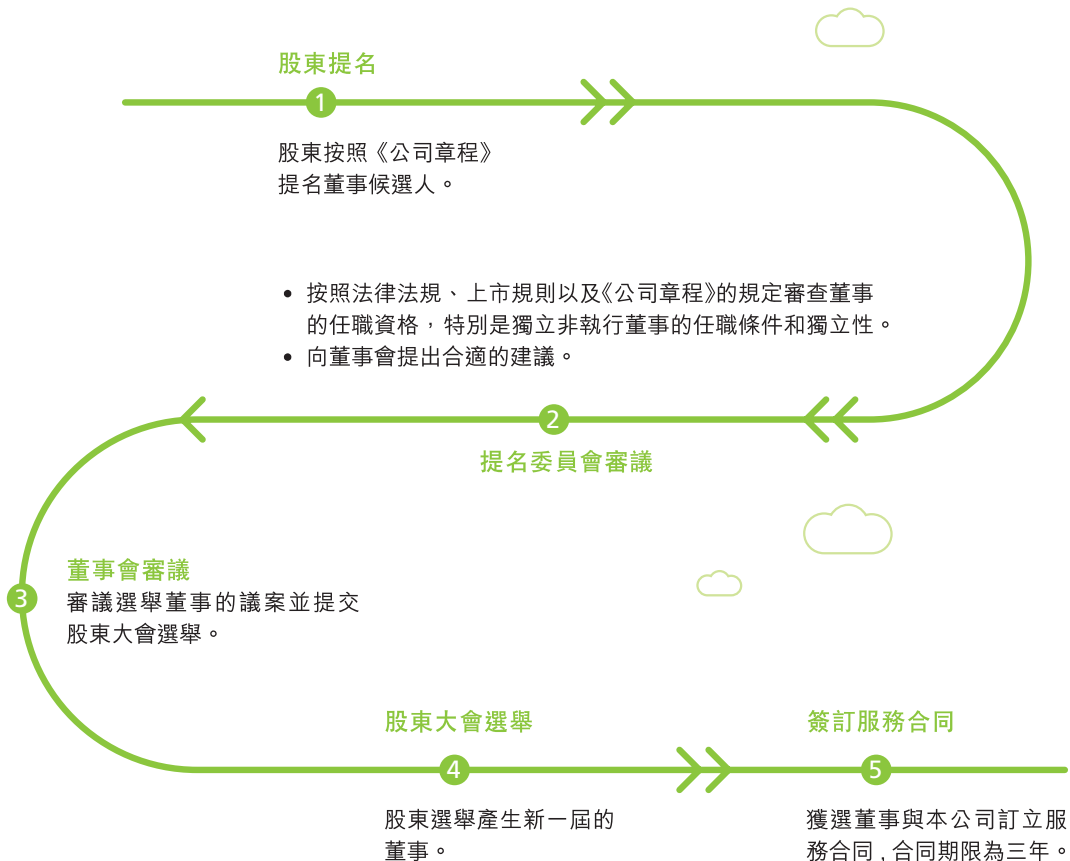 股東提名
1
股東按照《公司章程》
提名董事候選人。
• 按照法律法規、上市規則以及《公司章程》的規定審查董事
的任職資格,特別是獨立非執行董事的任職條件和獨立性。
• 向董事會提出合適的建議。
2
提名委員會審議
3
董事會審議
審議選舉董事的議案並提交
股東大會選舉。
股東大會選舉
4
股東選舉產生新一屆的
董事。
簽訂服務合同
5
獲選董事與本公司訂立服
務合同,合同期限為三年。